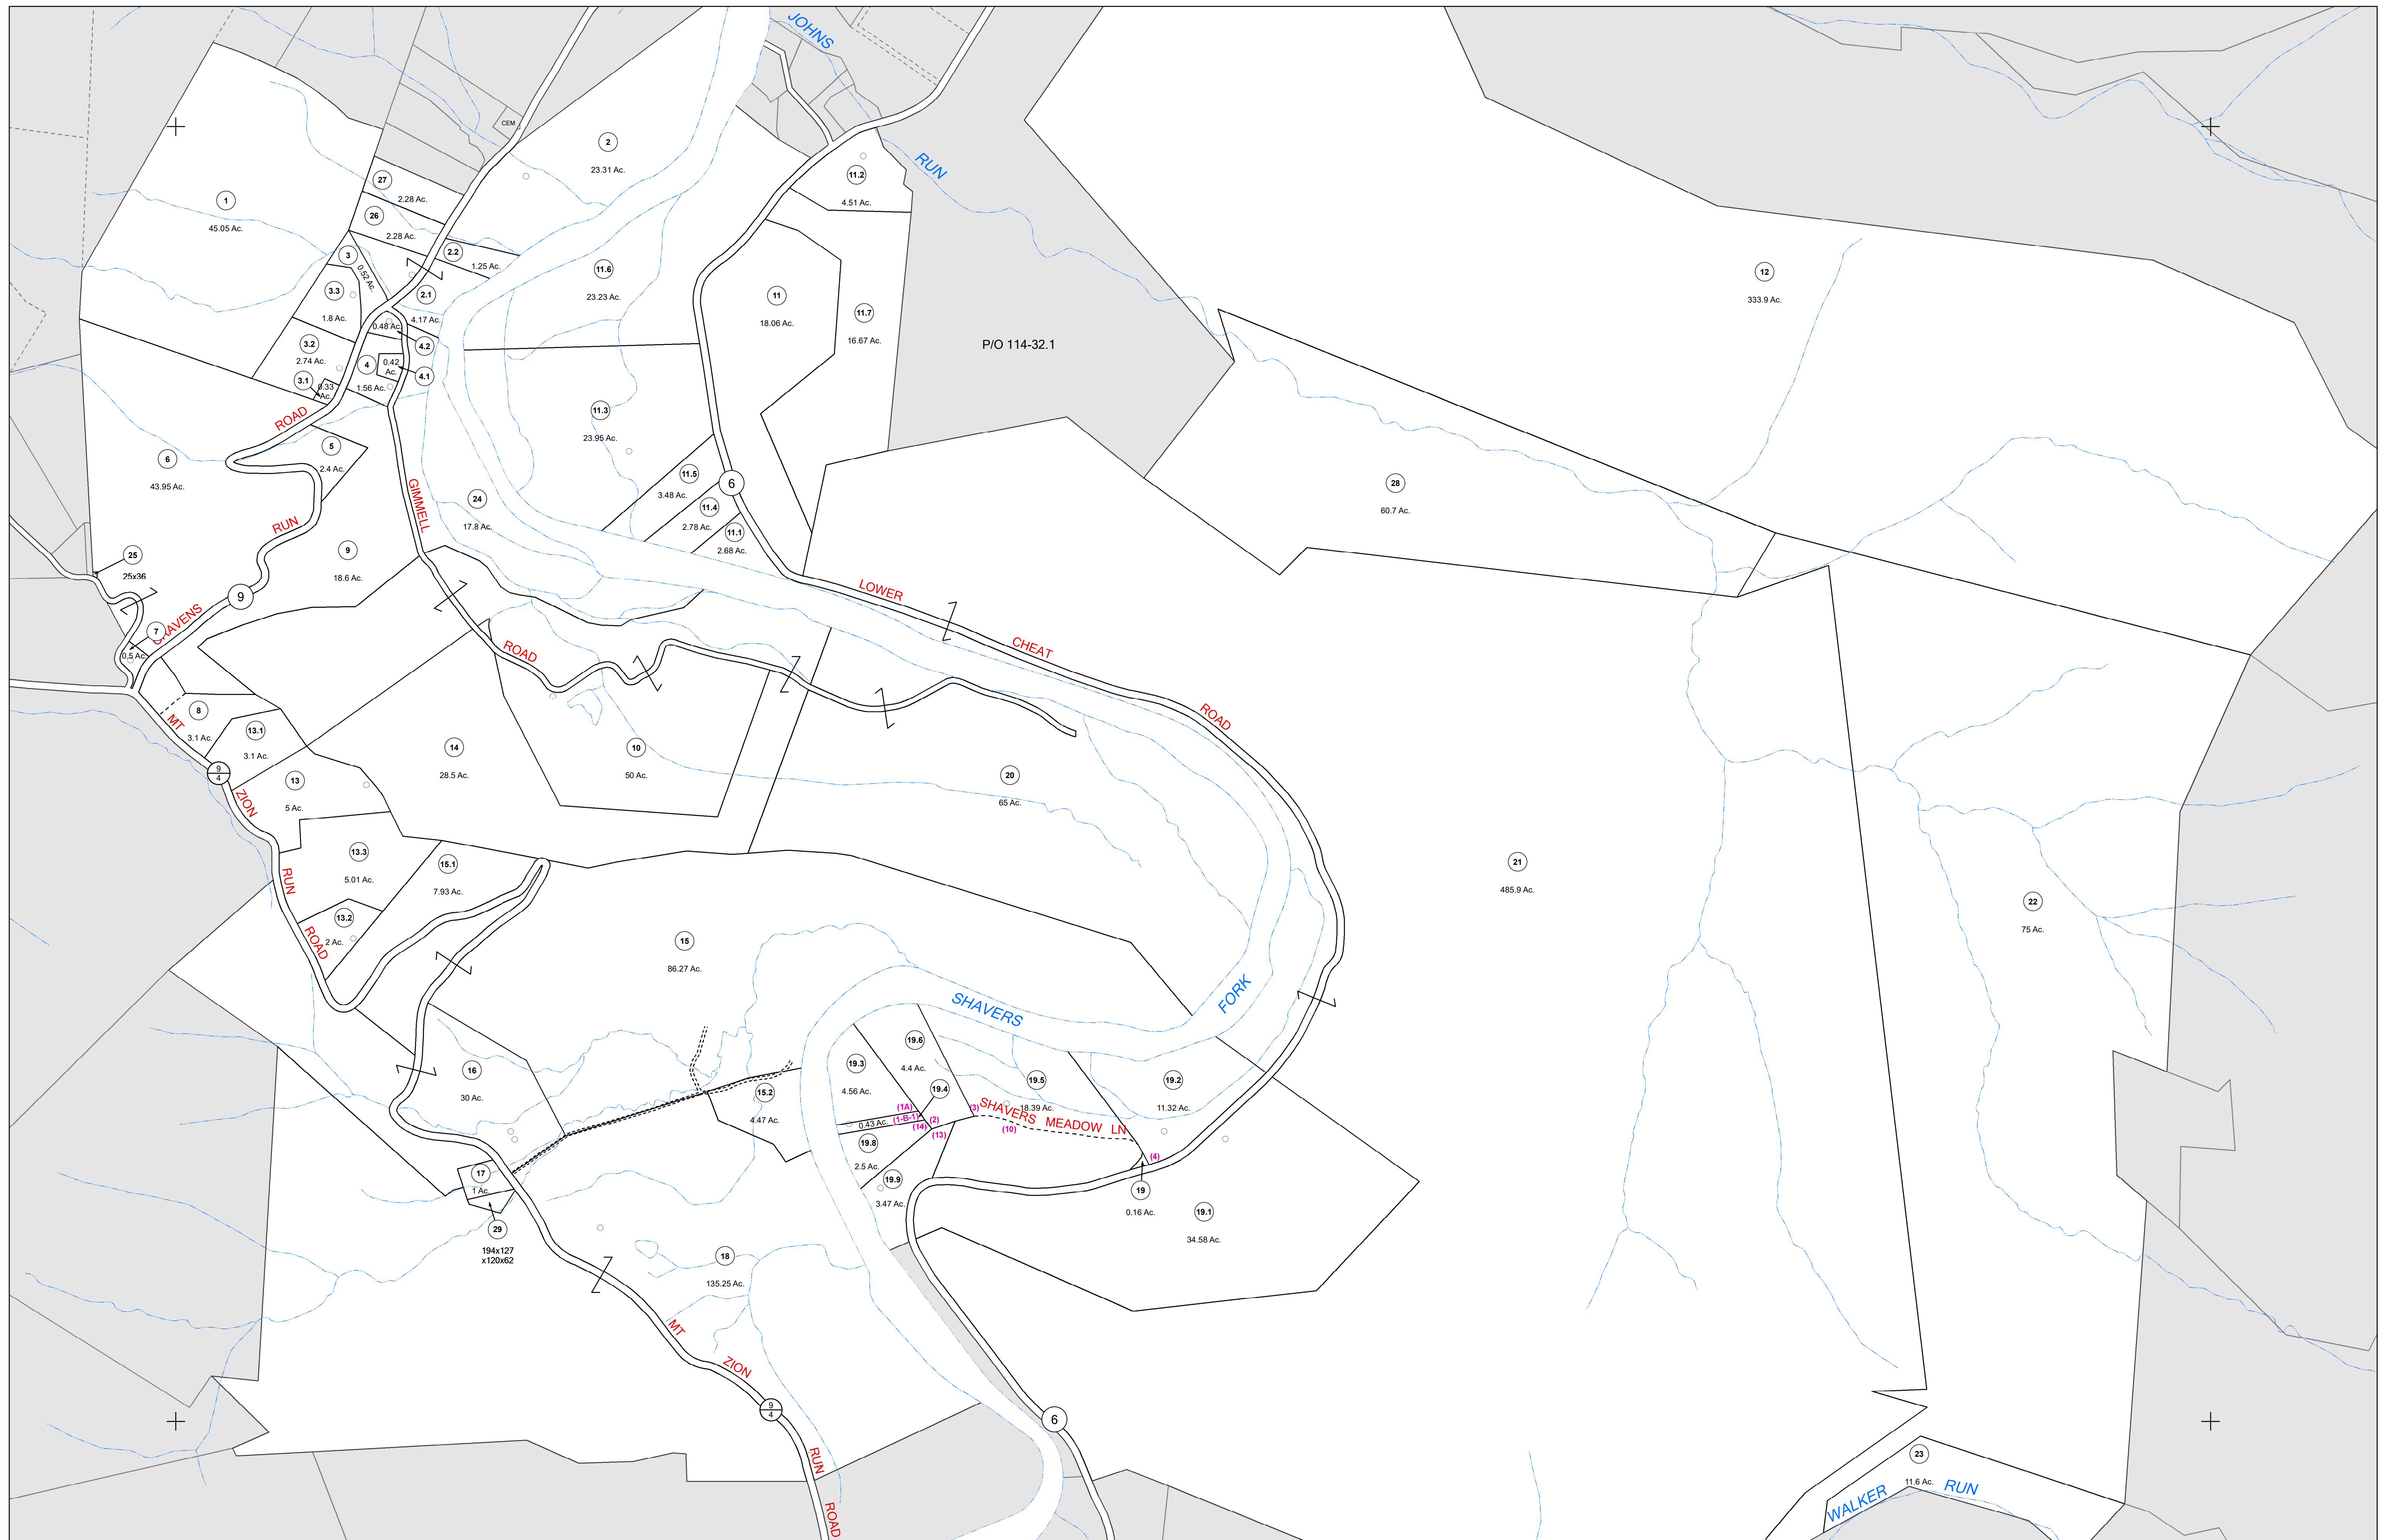 JOHNS
RUN
CEM
2
23.31 Ac.
1
45.05 Ac.
27
2.28 Ac.
26
2.28 Ac.
11.2
4.51 Ac.
2.2
1.25 Ac.
3
0.52 Ac.
3.3
1.8 Ac.
2.1
4.17 Ac.
11.6
23.23 Ac.
11
18.06 Ac.
11.7
16.67 Ac.
12
333.9 Ac.
P/O 114-32.1
0.48 Ac.
4.2
3.2
2.74 Ac.
4
0.42
Ac.
4.1
1.56 Ac.
3.1
0.33
Ac.
ROAD
11.3
23.95 Ac.
5
2.4 Ac.
6
43.95 Ac.
11.5
3.48 Ac.
6
11.4
2.78 Ac.
11.1
2.68 Ac.
28
60.7 Ac.
GIMMELL
24
17.8 Ac.
RUN
9
18.6 Ac.
25
25x36
9
7
0.5 Ac.
LOWER
CHEAT
ROAD
ROAD
MT
8
3.1 Ac.
13.1
3.1 Ac.
14
28.5 Ac.
10
50 Ac.
20
65 Ac.
9
4
13
5 Ac.
ZION
21
485.9 Ac.
13.3
5.01 Ac.
15.1
7.93 Ac.
RUN
22
75 Ac.
13.2
2 Ac.
ROAD
15
86.27 Ac.
SHAVERS
FORK
16
30 Ac.
15.2
4.47 Ac.
19.3
4.56 Ac.
19.6
4.4 Ac.
19.4
19.5
18.39 Ac.
19.2
11.32 Ac.
(1A)
(1-B-1)
0.43 Ac.
(14)
(2)
(3)
(13)
SHAVERS MEADOW LN
(10)
(4)
19.8
2.5 Ac.
19.9
3.47 Ac.
17
1 Ac.
19
0.16 Ac.
19.1
34.58 Ac.
29
194x127
x120x62
18
135.25 Ac.
MT
ZION
9
4
RUN
ROAD
6
23
11.6 Ac.
WALKER RUN